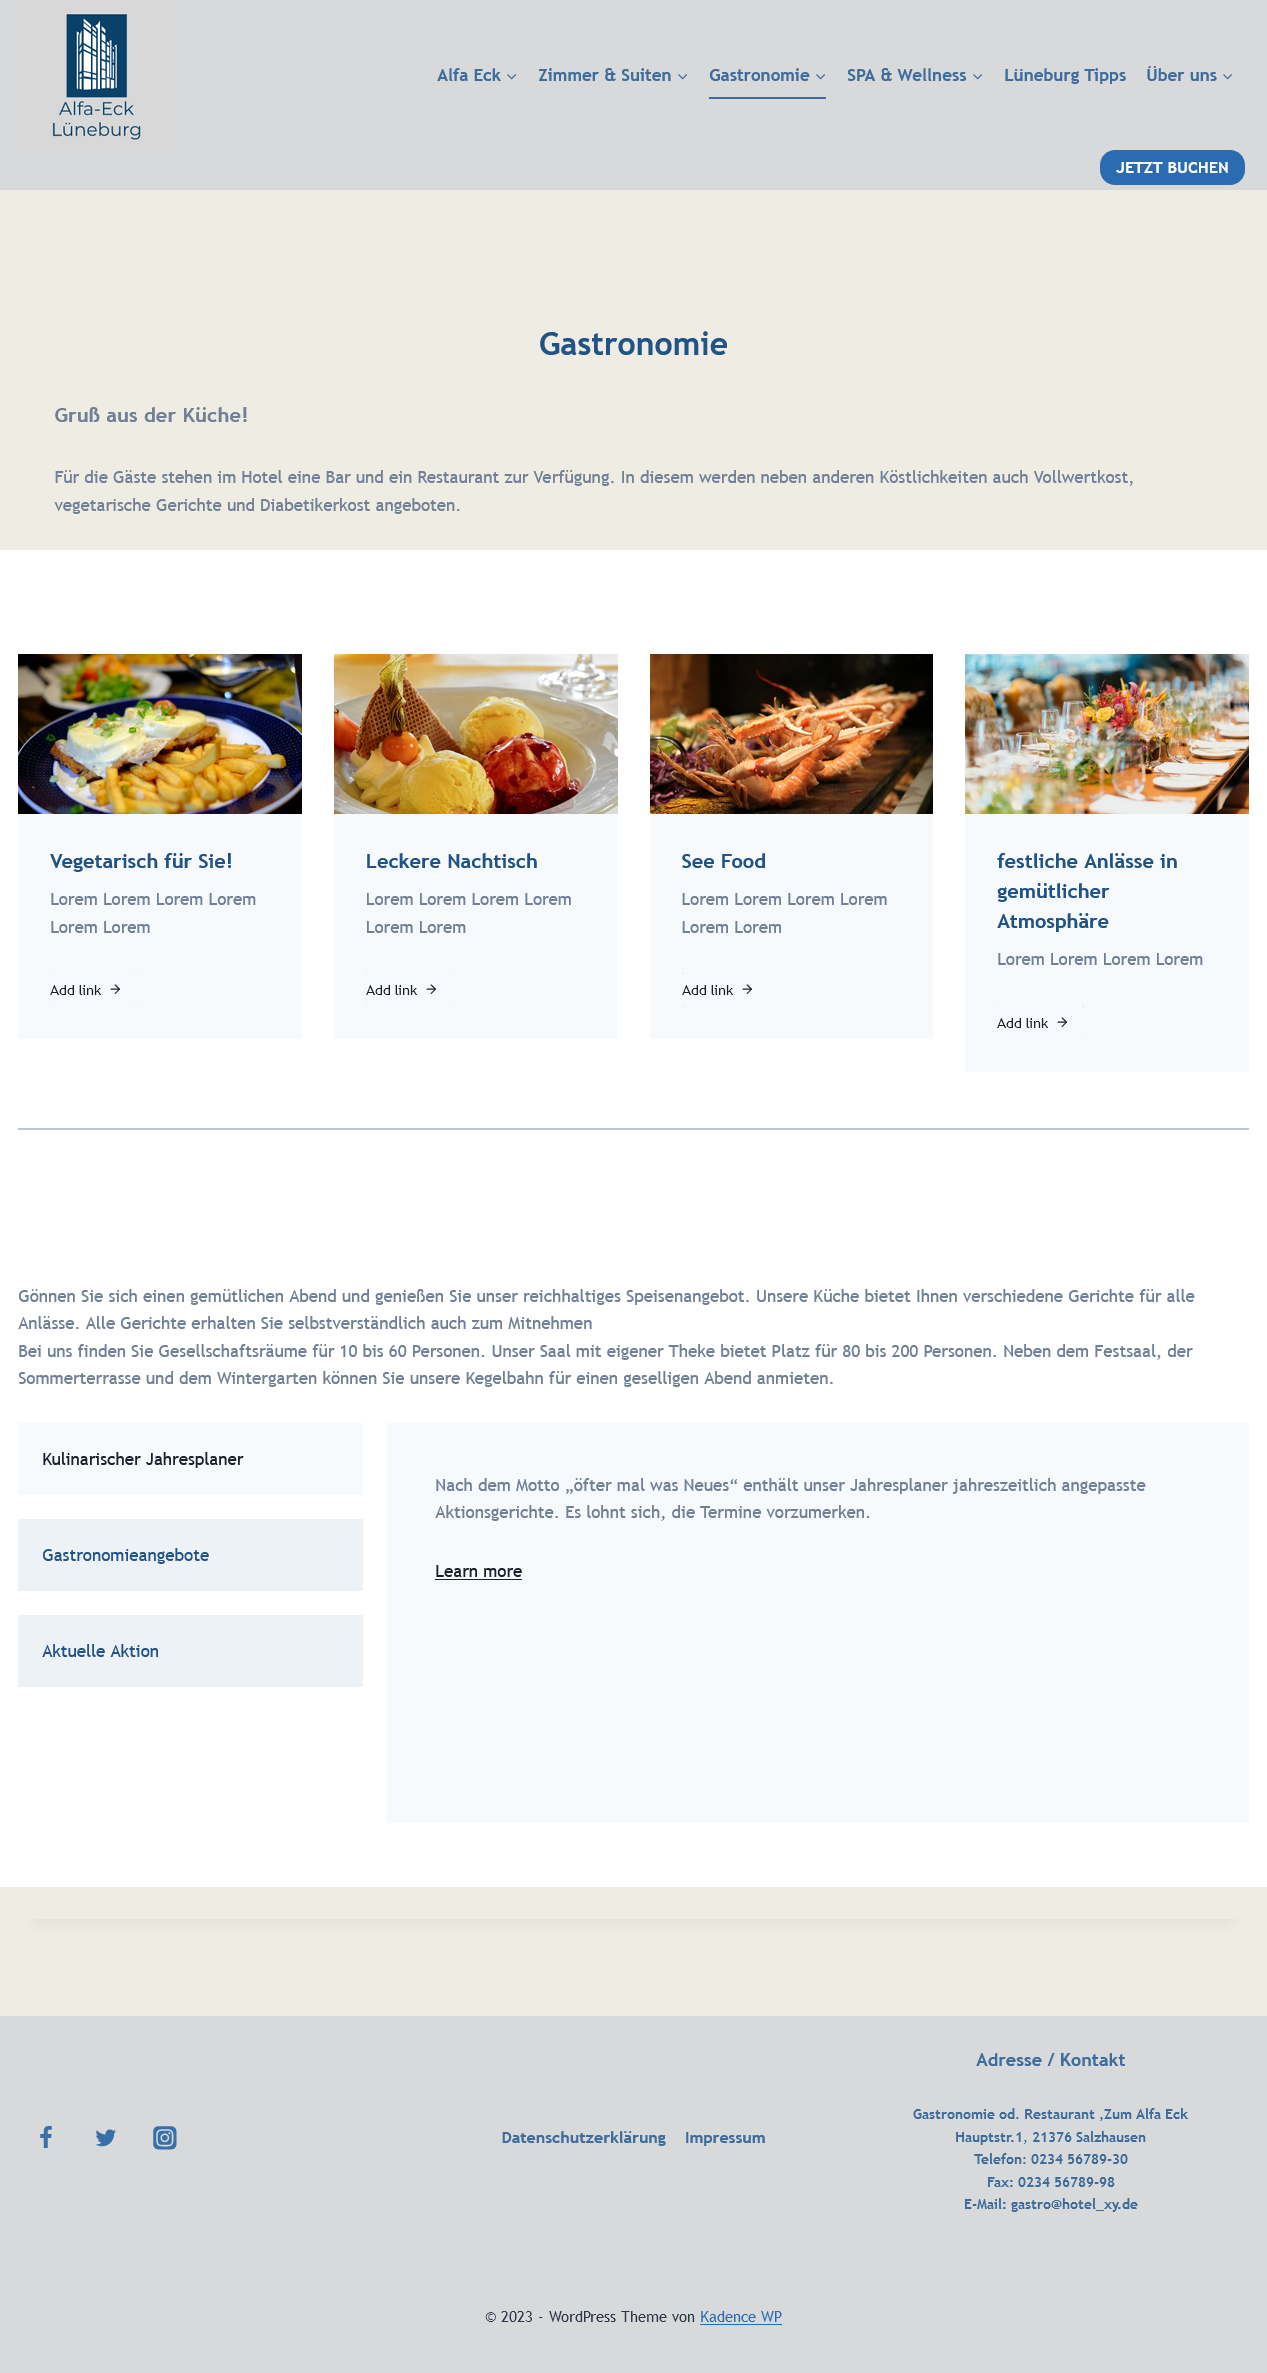 Alfa-Eck
Lüneburg
Alfa Eck
Zimmer & Suiten
Gastronomie
SPA & Wellness
Lüneburg Tipps
Über uns
JETZT BUCHEN
Gastronomie
Gruß aus der Küche!
Für die Gäste stehen im Hotel eine Bar und ein Restaurant zur Verfügung. In diesem werden neben anderen Köstlichkeiten auch Vollwertkost,
vegetarische Gerichte und Diabetikerkost angeboten.
Vegetarisch für Sie!
Lorem Lorem Lorem Lorem
Lorem Lorem
Add link →
Leckere Nachtisch
Lorem Lorem Lorem Lorem
Lorem Lorem
Add link →
See Food
Lorem Lorem Lorem Lorem
Lorem Lorem
Add link →
festliche Anlässe in
gemütlicher
Atmosphäre
Lorem Lorem Lorem Lorem
Add link →
Gönnen Sie sich einen gemütlichen Abend und genießen Sie unser reichhaltiges Speisenangebot. Unsere Küche bietet Ihnen verschiedene Gerichte für alle
Anlässe. Alle Gerichte erhalten Sie selbstverständlich auch zum Mitnehmen
Bei uns finden Sie Gesellschaftsräume für 10 bis 60 Personen. Unser Saal mit eigener Theke bietet Platz für 80 bis 200 Personen. Neben dem Festsaal, der
Sommerterrasse und dem Wintergarten können Sie unsere Kegelbahn für einen geselligen Abend anmieten.
Kulinarischer Jahresplaner
Gastronomieangebote
Aktuelle Aktion
Nach dem Motto „öfter mal was Neues“ enthält unser Jahresplaner jahreszeitlich angepasste
Aktionsgerichte. Es lohnt sich, die Termine vorzumerken.
Learn more
Datenschutzerklärung
Impressum
Adresse / Kontakt
Gastronomie od. Restaurant ‚Zum Alfa Eck
Hauptstr.1, 21376 Salzhausen
Telefon: 0234 56789-30
Fax: 0234 56789-98
E-Mail: gastro@hotel_xy.de
© 2023 - WordPress Theme von Kadence WP